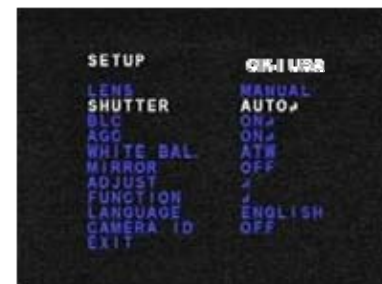 SETUP
LENS MANUAL
SHUTTER AUTO↲
BLC ON↲
AGC ON↲
WHITE BAL. ATW
MIRROR OFF
ADJUST ↲
FUNCTION ↲
LANGUAGE ENGLISH
CAMERA ID OFF
EXIT